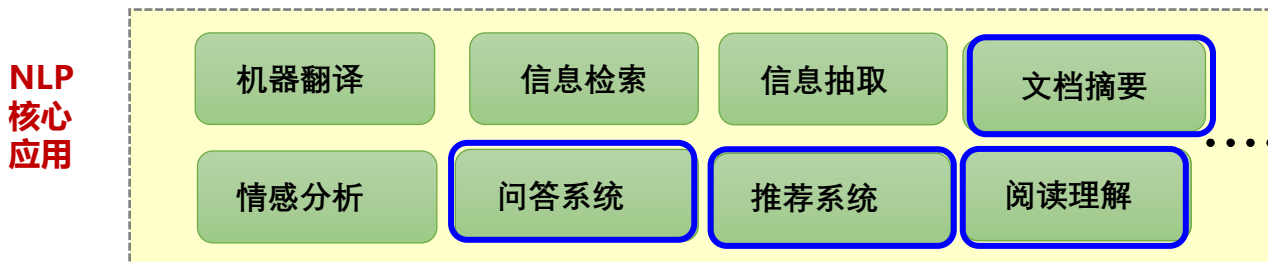 NLP
核心
应用
机器翻译 信息检索 信息抽取 文档摘要
情感分析 问答系统 推荐系统 阅读理解
····